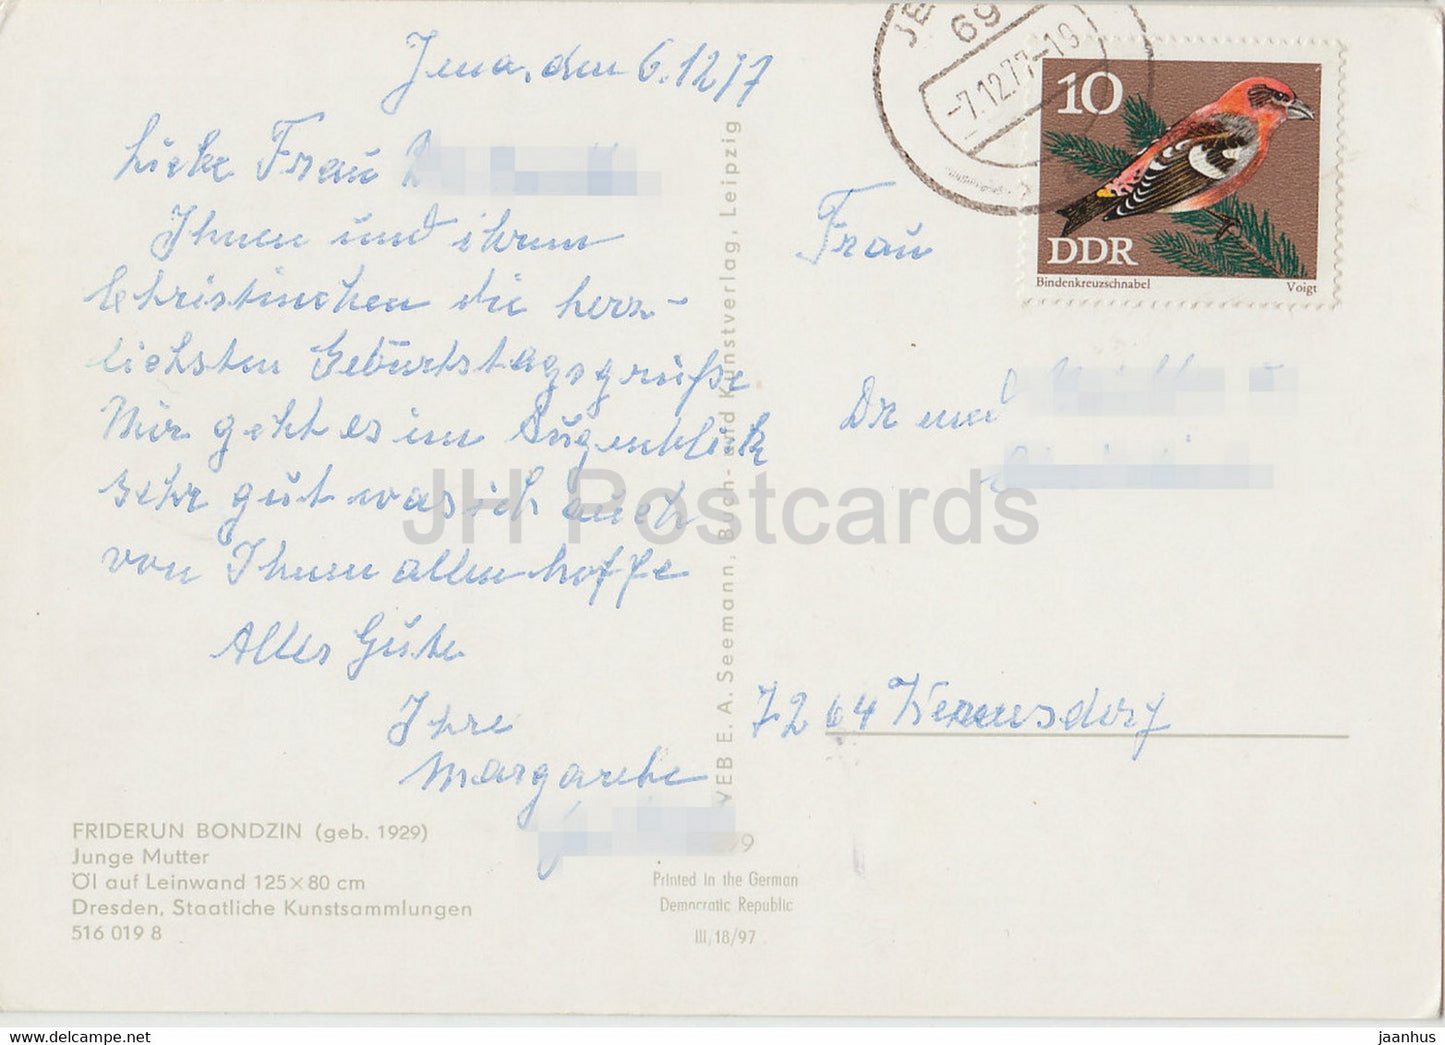 Jena, den 6.12 77
Liebe Frau
Ihnen und ihrem
Christinchen die herz-
lichsten Geburtstagsgrüße
Mir geht es im Augenblick
sehr gut was ich auch
von Ihnen allen hoffe
Alles Gute
Ihre
Margarete
FRIDERUN BONDZIN (geb. 1929)
Junge Mutter
Öl auf Leinwand 125×80 cm
Dresden, Staatliche Kunstsammlungen
516 019 8
VEB E. A. Seemann, Buch- und Kunstverlag, Leipzig
9
Printed in the German
Democratic Republic
III/18/97
JE
69
-7.12.77-19
10
DDR
Bindenkreuzschnabel Voigt
Frau
Dr med
7264 Wermsdorf
JH Postcards
www.jhpostcards.com jaanhus